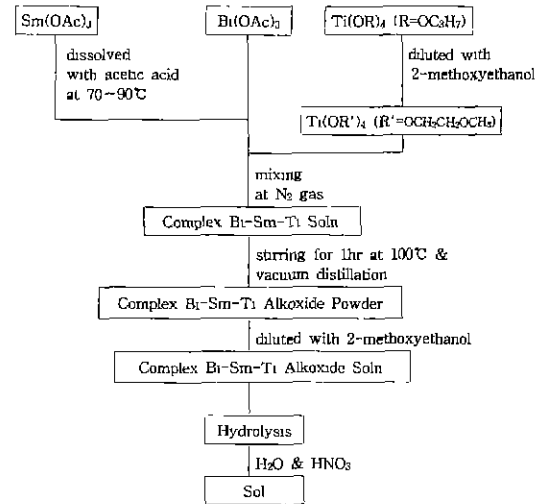 Sm(OAc)₃ Bi(OAc)₃ Ti(OR)₄ (R=OC₃H₇)
dissolved
with acetic acid
at 70~90℃
diluted with
2-methoxyethanol
Ti(OR')₄ (R'=OCH₂CH₂OCH₃)
mixing
at N₂ gas
Complex Bi-Sm-Ti Soln
stirring for 1hr at 100℃ &
vacuum distillation
Complex Bi-Sm-Ti Alkoxide Powder
diluted with 2-methoxyethanol
Complex Bi-Sm-Ti Alkoxide Soln
Hydrolysis
H₂O & HNO₃
Sol